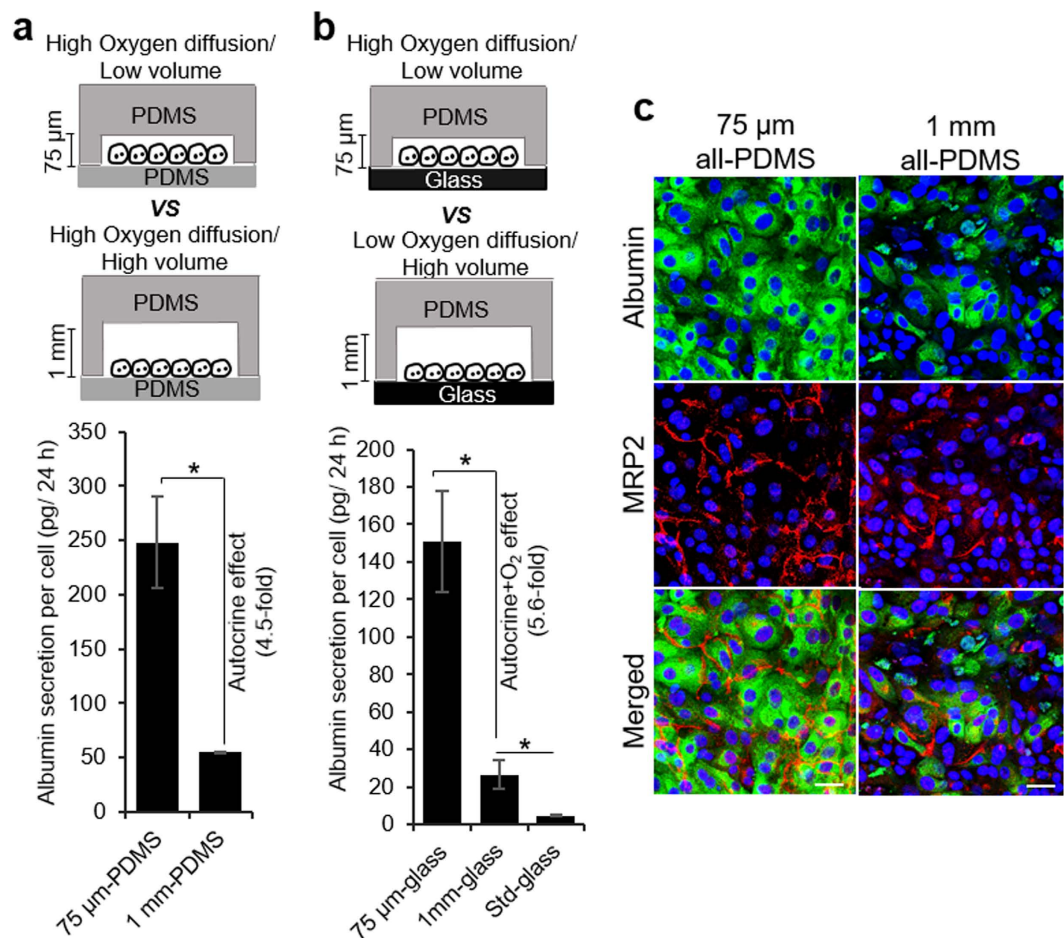 a
High Oxygen diffusion/
Low volume
PDMS
75 µm
PDMS
VS
High Oxygen diffusion/
High volume
PDMS
1 mm
PDMS
Albumin secretion per cell (pg/ 24 h)
350
300
250
200
150
100
50
0
*
Autocrine effect
(4.5-fold)
75 µm-PDMS
1 mm-PDMS
b
High Oxygen diffusion/
Low volume
PDMS
75 µm
Glass
VS
Low Oxygen diffusion/
High volume
PDMS
1 mm
Glass
Albumin secretion per cell (pg/ 24 h)
200
180
160
140
120
100
80
60
40
20
0
*
Autocrine+O₂ effect
(5.6-fold)
*
75 µm-glass
1mm-glass
Std-glass
c
75 µm
all-PDMS
1 mm
all-PDMS
Albumin
MRP2
Merged